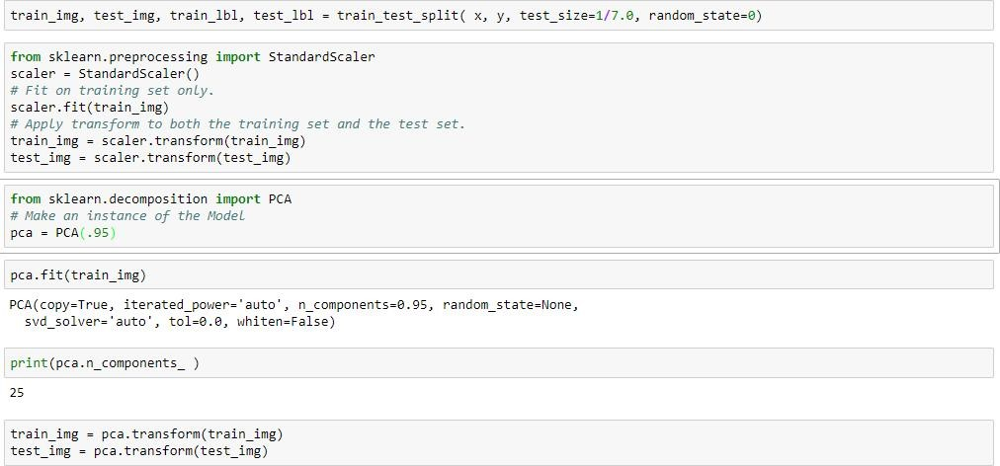 train_img, test_img, train_lbl, test_lbl = train_test_split( x, y, test_size=1/7.0, random_state=0)
from sklearn.preprocessing import StandardScaler
scaler = StandardScaler()
# Fit on training set only.
scaler.fit(train_img)
# Apply transform to both the training set and the test set.
train_img = scaler.transform(train_img)
test_img = scaler.transform(test_img)
from sklearn.decomposition import PCA
# Make an instance of the Model
pca = PCA(.95)
pca.fit(train_img)
PCA(copy=True, iterated_power='auto', n_components=0.95, random_state=None,
  svd_solver='auto', tol=0.0, whiten=False)
print(pca.n_components_ )
25
train_img = pca.transform(train_img)
test_img = pca.transform(test_img)